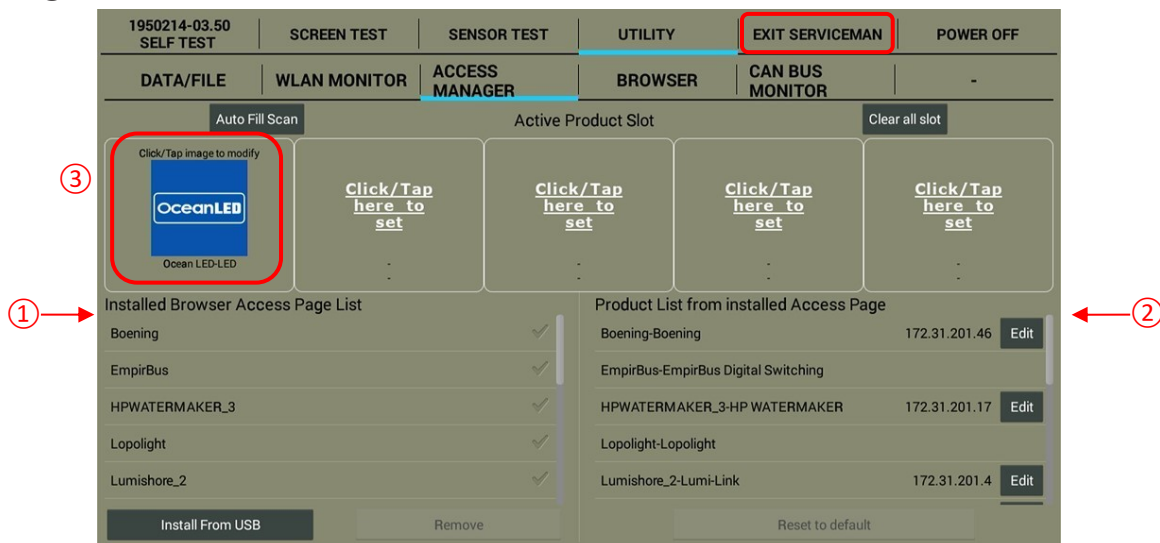 1950214-03.50
SELF TEST
SCREEN TEST
SENSOR TEST
UTILITY
EXIT SERVICEMAN
POWER OFF
DATA/FILE
WLAN MONITOR
ACCESS
MANAGER
BROWSER
CAN BUS
MONITOR
-
Auto Fill Scan
Active Product Slot
Clear all slot
③
Click/Tap image to modify
OceanLED
Ocean LED-LED
Click/Tap
here to
set
-
-
Click/Tap
here to
set
-
-
Click/Tap
here to
set
-
-
Click/Tap
here to
set
-
-
①
Installed Browser Access Page List
Boening
EmpirBus
HPWATERMAKER_3
Lopolight
Lumishore_2
Install From USB
Remove
Product List from installed Access Page
②
Boening-Boening 172.31.201.46 Edit
EmpirBus-EmpirBus Digital Switching
HPWATERMAKER_3-HP WATERMAKER 172.31.201.17 Edit
Lopolight-Lopolight
Lumishore_2-Lumi-Link 172.31.201.4 Edit
Reset to default